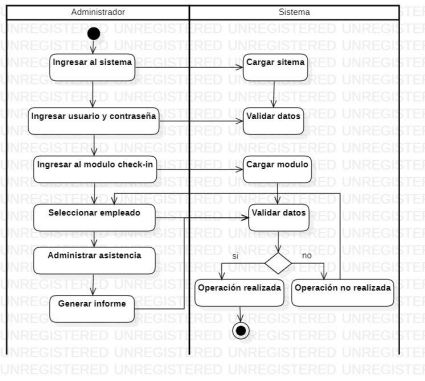 Administrador
Sistema
Ingresar al sistema
Cargar sitema
Ingresar usuario y contraseña
Validar datos
Ingresar al modulo check-in
Cargar modulo
Seleccionar empleado
Validar datos
Administrar asistencia
si
no
Generar informe
Operación realizada
Operación no realizada
UNREGISTERED